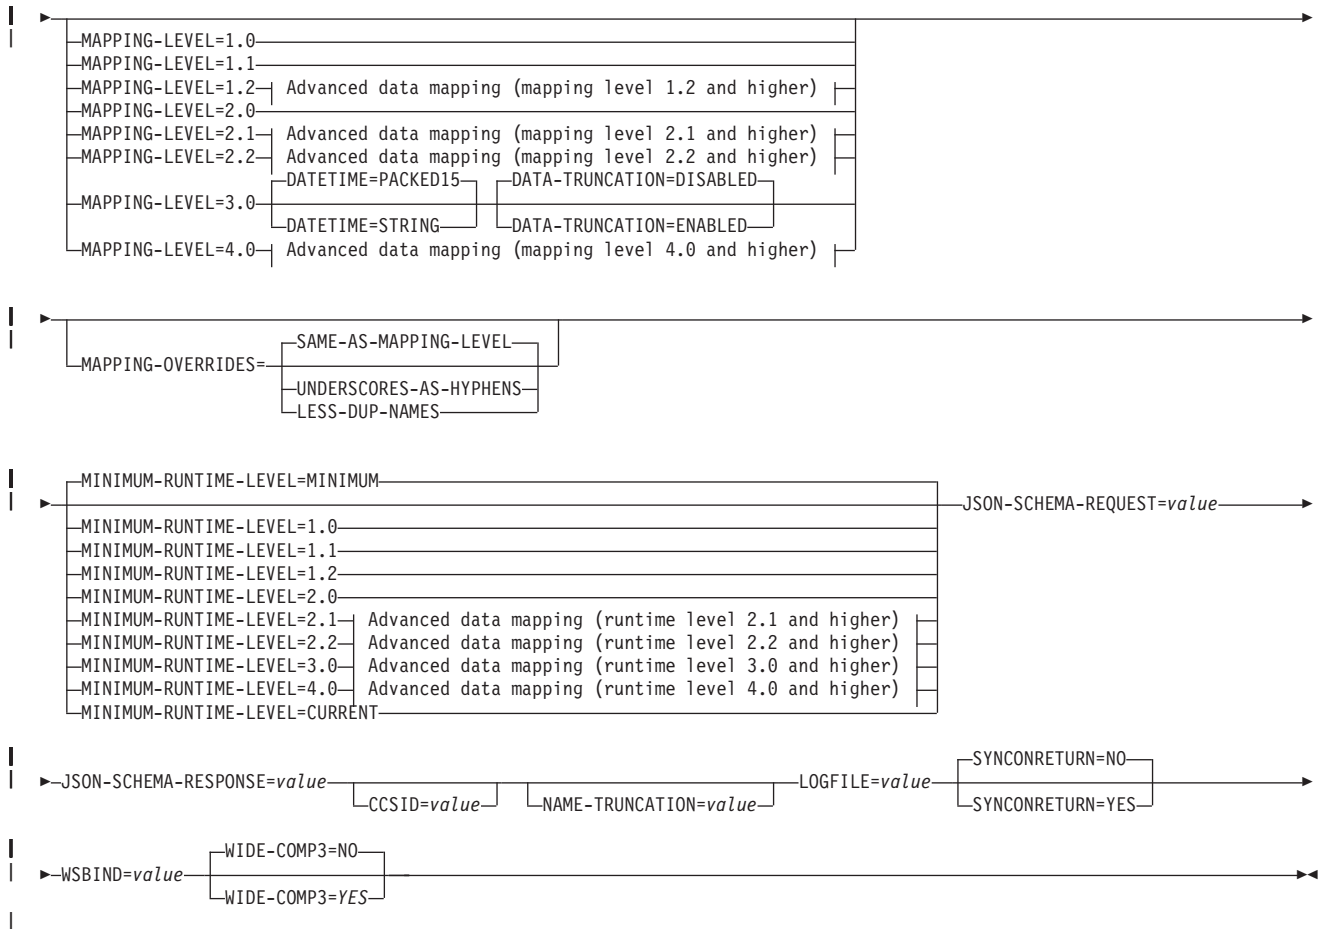 MAPPING-LEVEL=1.0
MAPPING-LEVEL=1.1
MAPPING-LEVEL=1.2 Advanced data mapping (mapping level 1.2 and higher)
MAPPING-LEVEL=2.0
MAPPING-LEVEL=2.1 Advanced data mapping (mapping level 2.1 and higher)
MAPPING-LEVEL=2.2 Advanced data mapping (mapping level 2.2 and higher)
DATETIME=PACKED15 DATA-TRUNCATION=DISABLED
MAPPING-LEVEL=3.0
DATETIME=STRING DATA-TRUNCATION=ENABLED
MAPPING-LEVEL=4.0 Advanced data mapping (mapping level 4.0 and higher)
SAME-AS-MAPPING-LEVEL
MAPPING-OVERRIDES=
UNDERSCORES-AS-HYPHENS
LESS-DUP-NAMES
MINIMUM-RUNTIME-LEVEL=MINIMUM
JSON-SCHEMA-REQUEST=value
MINIMUM-RUNTIME-LEVEL=1.0
MINIMUM-RUNTIME-LEVEL=1.1
MINIMUM-RUNTIME-LEVEL=1.2
MINIMUM-RUNTIME-LEVEL=2.0
MINIMUM-RUNTIME-LEVEL=2.1 Advanced data mapping (runtime level 2.1 and higher)
MINIMUM-RUNTIME-LEVEL=2.2 Advanced data mapping (runtime level 2.2 and higher)
MINIMUM-RUNTIME-LEVEL=3.0 Advanced data mapping (runtime level 3.0 and higher)
MINIMUM-RUNTIME-LEVEL=4.0 Advanced data mapping (runtime level 4.0 and higher)
MINIMUM-RUNTIME-LEVEL=CURRENT
SYNCONRETURN=NO
JSON-SCHEMA-RESPONSE=value LOGFILE=value
CCSID=value NAME-TRUNCATION=value SYNCONRETURN=YES
WIDE-COMP3=NO
WSBIND=value
WIDE-COMP3=YES